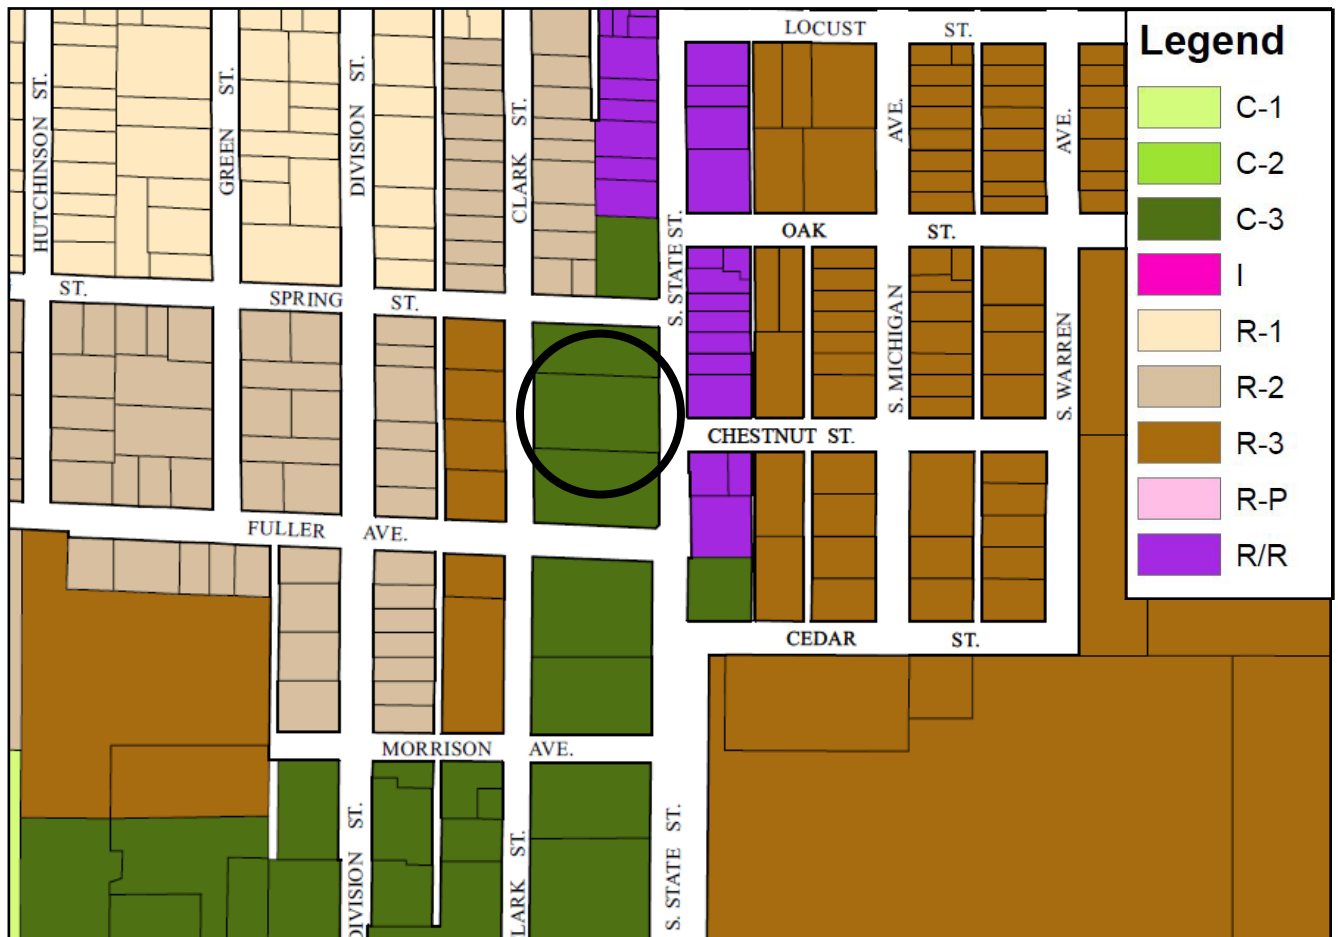 LOCUST ST.
Legend
C-1
C-2
C-3
I
R-1
R-2
R-3
R-P
R/R
HUTCHINSON ST.
GREEN ST.
DIVISION ST.
CLARK ST.
S. STATE ST.
AVE.
AVE.
OAK ST.
ST.
SPRING ST.
S. MICHIGAN
S. WARREN
CHESTNUT ST.
FULLER AVE.
CEDAR ST.
MORRISON AVE.
DIVISION ST.
LARK ST.
S. STATE ST.